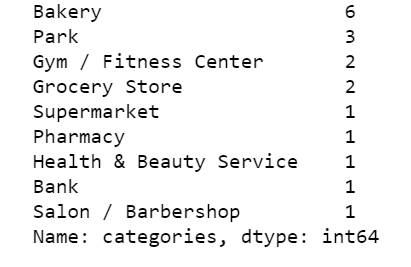 Bakery 6
Park 3
Gym / Fitness Center 2
Grocery Store 2
Supermarket 1
Pharmacy 1
Health & Beauty Service 1
Bank 1
Salon / Barbershop 1
Name: categories, dtype: int64